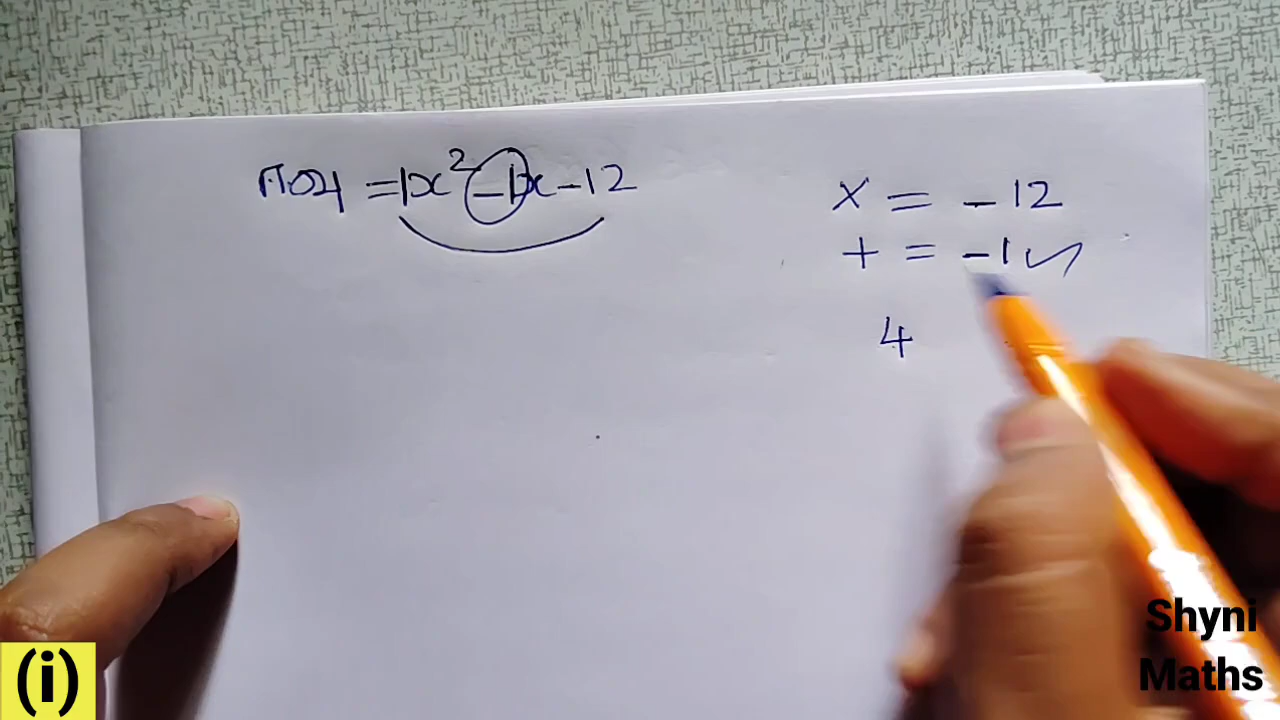 = 1x² -1x -12
x = -12
+ = -1
4
(i)
Shyni
Maths